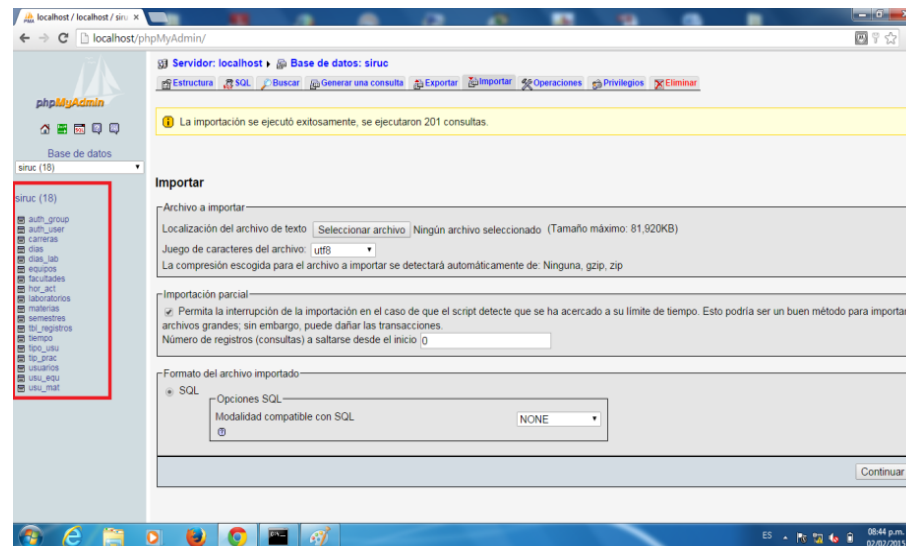 localhost / localhost / siru
localhost/phpMyAdmin/
phpMyAdmin
Base de datos
siruc (18)
siruc (18)
auth_group
auth_user
carreras
dias
dias_lab
equipos
facultades
hor_act
laboratorios
materias
semestres
tbl_registros
tiempo
tipo_usu
tip_prac
usuarios
usu_equ
usu_mat
Servidor: localhost Base de datos: siruc
Estructura SQL Buscar Generar una consulta Exportar Importar Operaciones Privilegios Eliminar
La importación se ejecutó exitosamente, se ejecutaron 201 consultas.
Importar
Archivo a importar
Localización del archivo de texto Seleccionar archivo Ningún archivo seleccionado (Tamaño máximo: 81,920KB)
Juego de caracteres del archivo: utf8
La compresión escogida para el archivo a importar se detectará automáticamente de: Ninguna, gzip, zip
Importación parcial
Permita la interrupción de la importación en el caso de que el script detecte que se ha acercado a su límite de tiempo. Esto podría ser un buen método para importar
archivos grandes; sin embargo, puede dañar las transacciones.
Número de registros (consultas) a saltarse desde el inicio 0
Formato del archivo importado
SQL
Opciones SQL
Modalidad compatible con SQL NONE
Continuar
ES 08:44 p.m.
02/02/2015